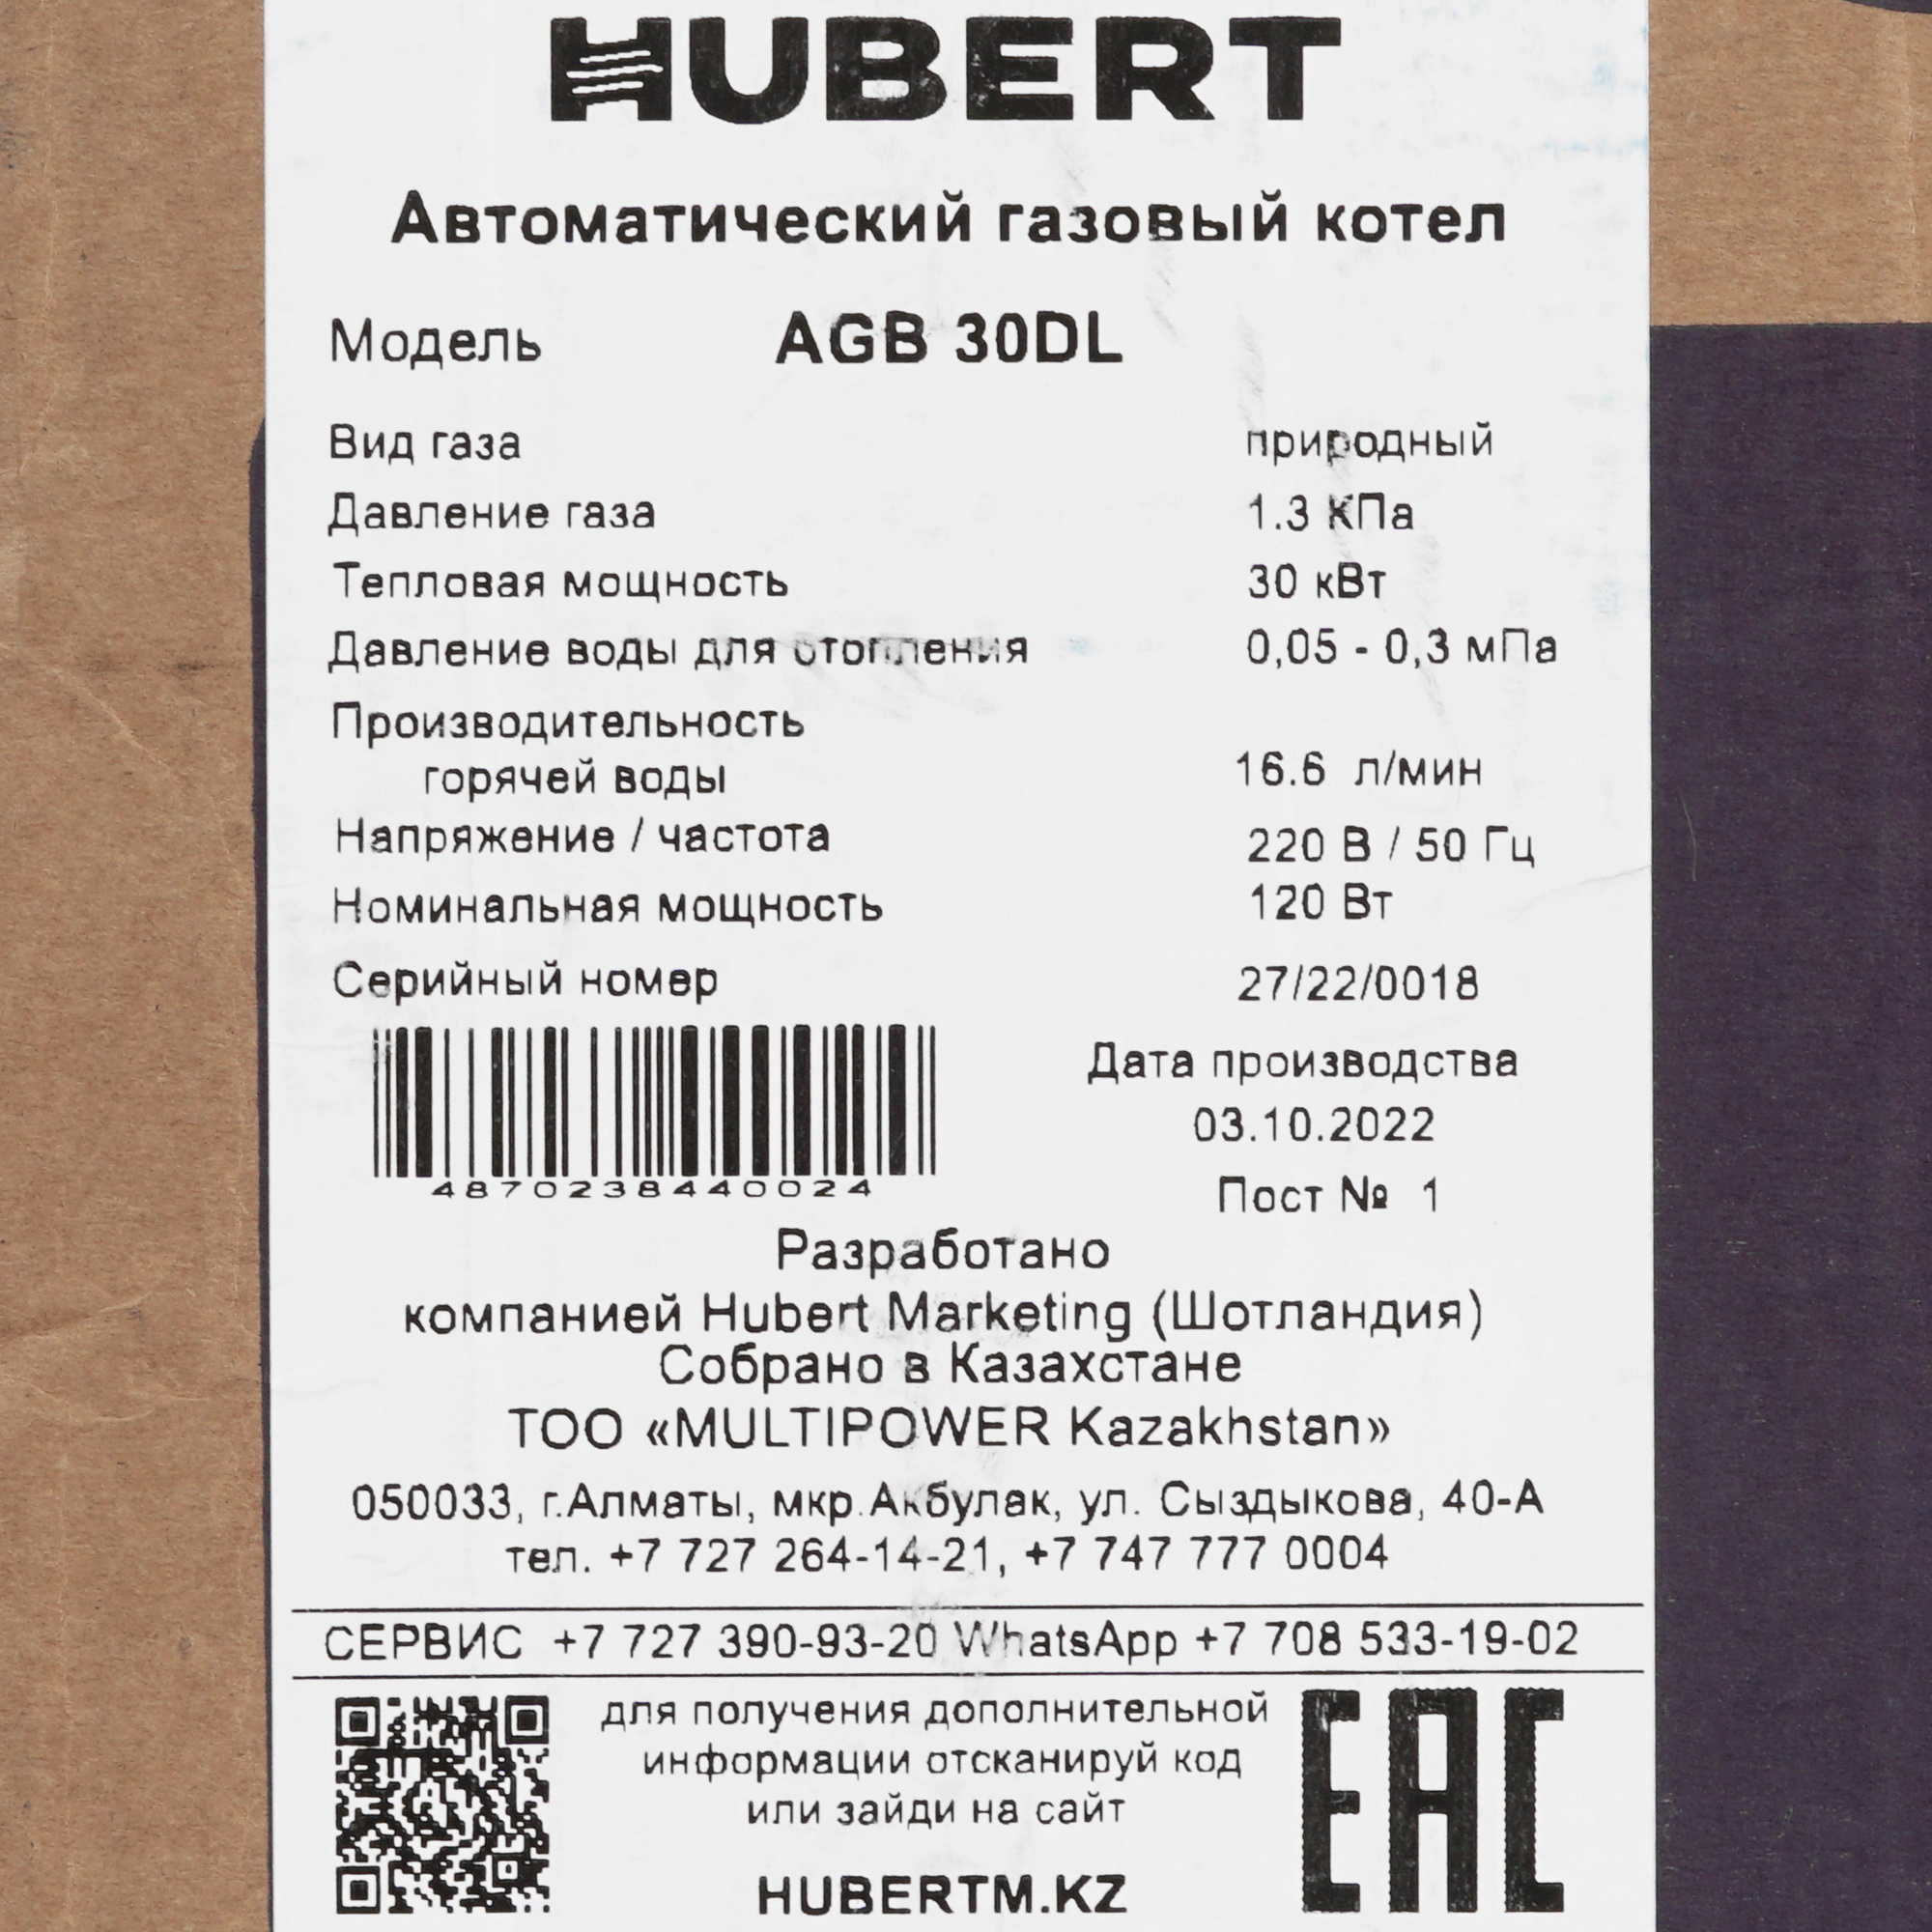 HUBERT
Автоматический газовый котел
Модель AGB 30DL
Вид газа природный
Давление газа 1.3 КПа
Тепловая мощность 30 кВт
Давление воды для отопления 0,05 - 0,3 мПа
Производительность
горячей воды 16.6 л/мин
Напряжение / частота 220 В / 50 Гц
Номинальная мощность 120 Вт
Серийный номер 27/22/0018
Дата производства
03.10.2022
4870238440024
Пост № 1
Разработано
компанией Hubert Marketing (Шотландия)
Собрано в Казахстане
ТОО «MULTIPOWER Kazakhstan»
050033, г.Алматы, мкр.Акбулак, ул. Сыздыкова, 40-А
тел. +7 727 264-14-21, +7 747 777 0004
СЕРВИС +7 727 390-93-20 WhatsApp +7 708 533-19-02
для получения дополнительной
информации отсканируй код
или зайди на сайт
HUBERTM.KZ
EAC